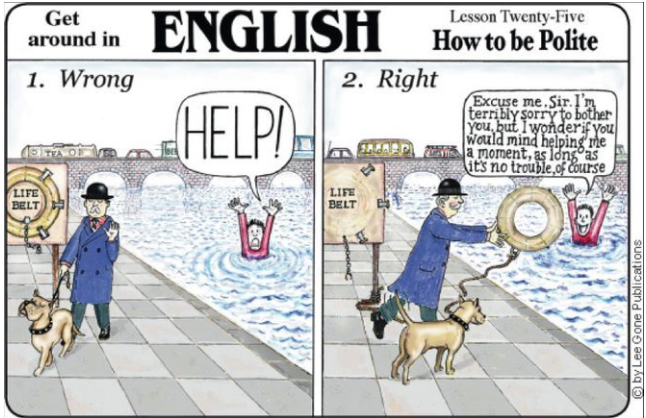 Get
around in
ENGLISH
Lesson Twenty-Five
How to be Polite
1. Wrong
HELP!
TEA
LIFE
BELT
2. Right
Excuse me, Sir. I'm
terribly sorry to bother
you, but I wonder if you
would mind helping me
a moment, as long as
it's no trouble, of course
LIFE
BELT
© by Lee Gone Publications